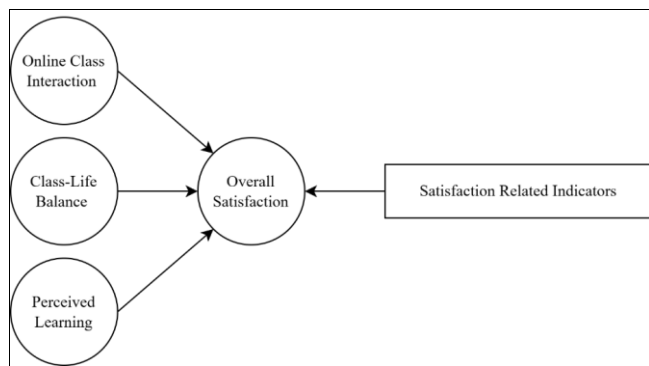 Online Class
Interaction
Class-Life
Balance
Overall
Satisfaction
Satisfaction Related Indicators
Perceived
Learning